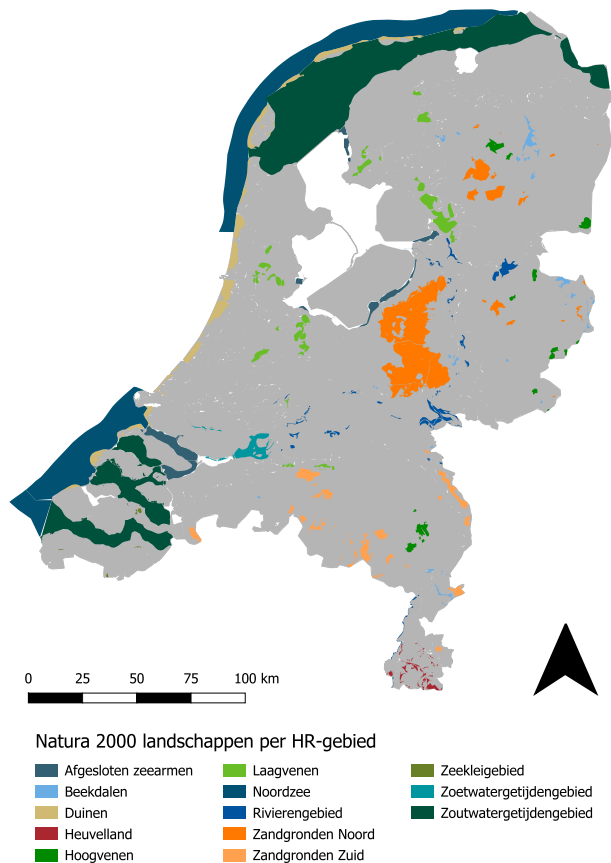 0 25 50 75 100 km
Natura 2000 landschappen per HR-gebied
Afgesloten zeearmen
Beekdalen
Duinen
Heuvelland
Hoogvenen
Laagvenen
Noordzee
Rivierengebied
Zandgronden Noord
Zandgronden Zuid
Zeekleigebied
Zoetwatergetijdengebied
Zoutwatergetijdengebied